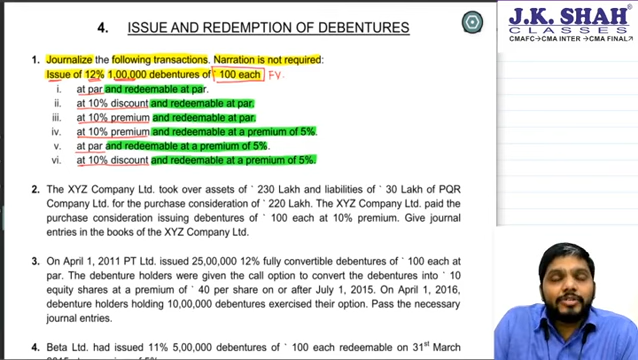 4. ISSUE AND REDEMPTION OF DEBENTURES
J.K. SHAH
CLASSES
CMAFC→CMA INTER →CMA FINAL
1. Journalize the following transactions. Narration is not required:
Issue of 12% 1,00,000 debentures of ` 100 each FV.
i. at par and redeemable at par.
ii. at 10% discount and redeemable at par.
iii. at 10% premium and redeemable at par.
iv. at 10% premium and redeemable at a premium of 5%.
v. at par and redeemable at a premium of 5%.
vi. at 10% discount and redeemable at a premium of 5%.
2. The XYZ Company Ltd. took over assets of ` 230 Lakh and liabilities of ` 30 Lakh of PQR
Company Ltd. for the purchase consideration of ` 220 Lakh. The XYZ Company Ltd. paid the
purchase consideration issuing debentures of ` 100 each at 10% premium. Give journal
entries in the books of the XYZ Company Ltd.
3. On April 1, 2011 PT Ltd. issued 25,00,000 12% fully convertible debentures of ` 100 each at
par. The debenture holders were given the call option to convert the debentures into ` 10
equity shares at a premium of ` 40 per share on or after July 1, 2015. On April 1, 2016,
debenture holders holding 10,00,000 debentures exercised their option. Pass the necessary
journal entries.
4. Beta Ltd. had issued 11% 5,00,000 debentures of ` 100 each redeemable on 31st March